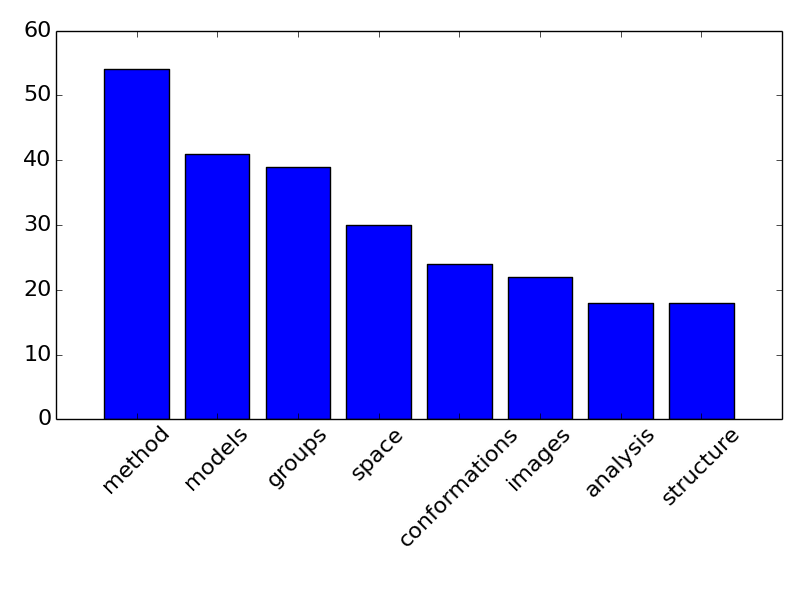 60
50
40
30
20
10
0
method
models
groups
space
conformations
images
analysis
structure